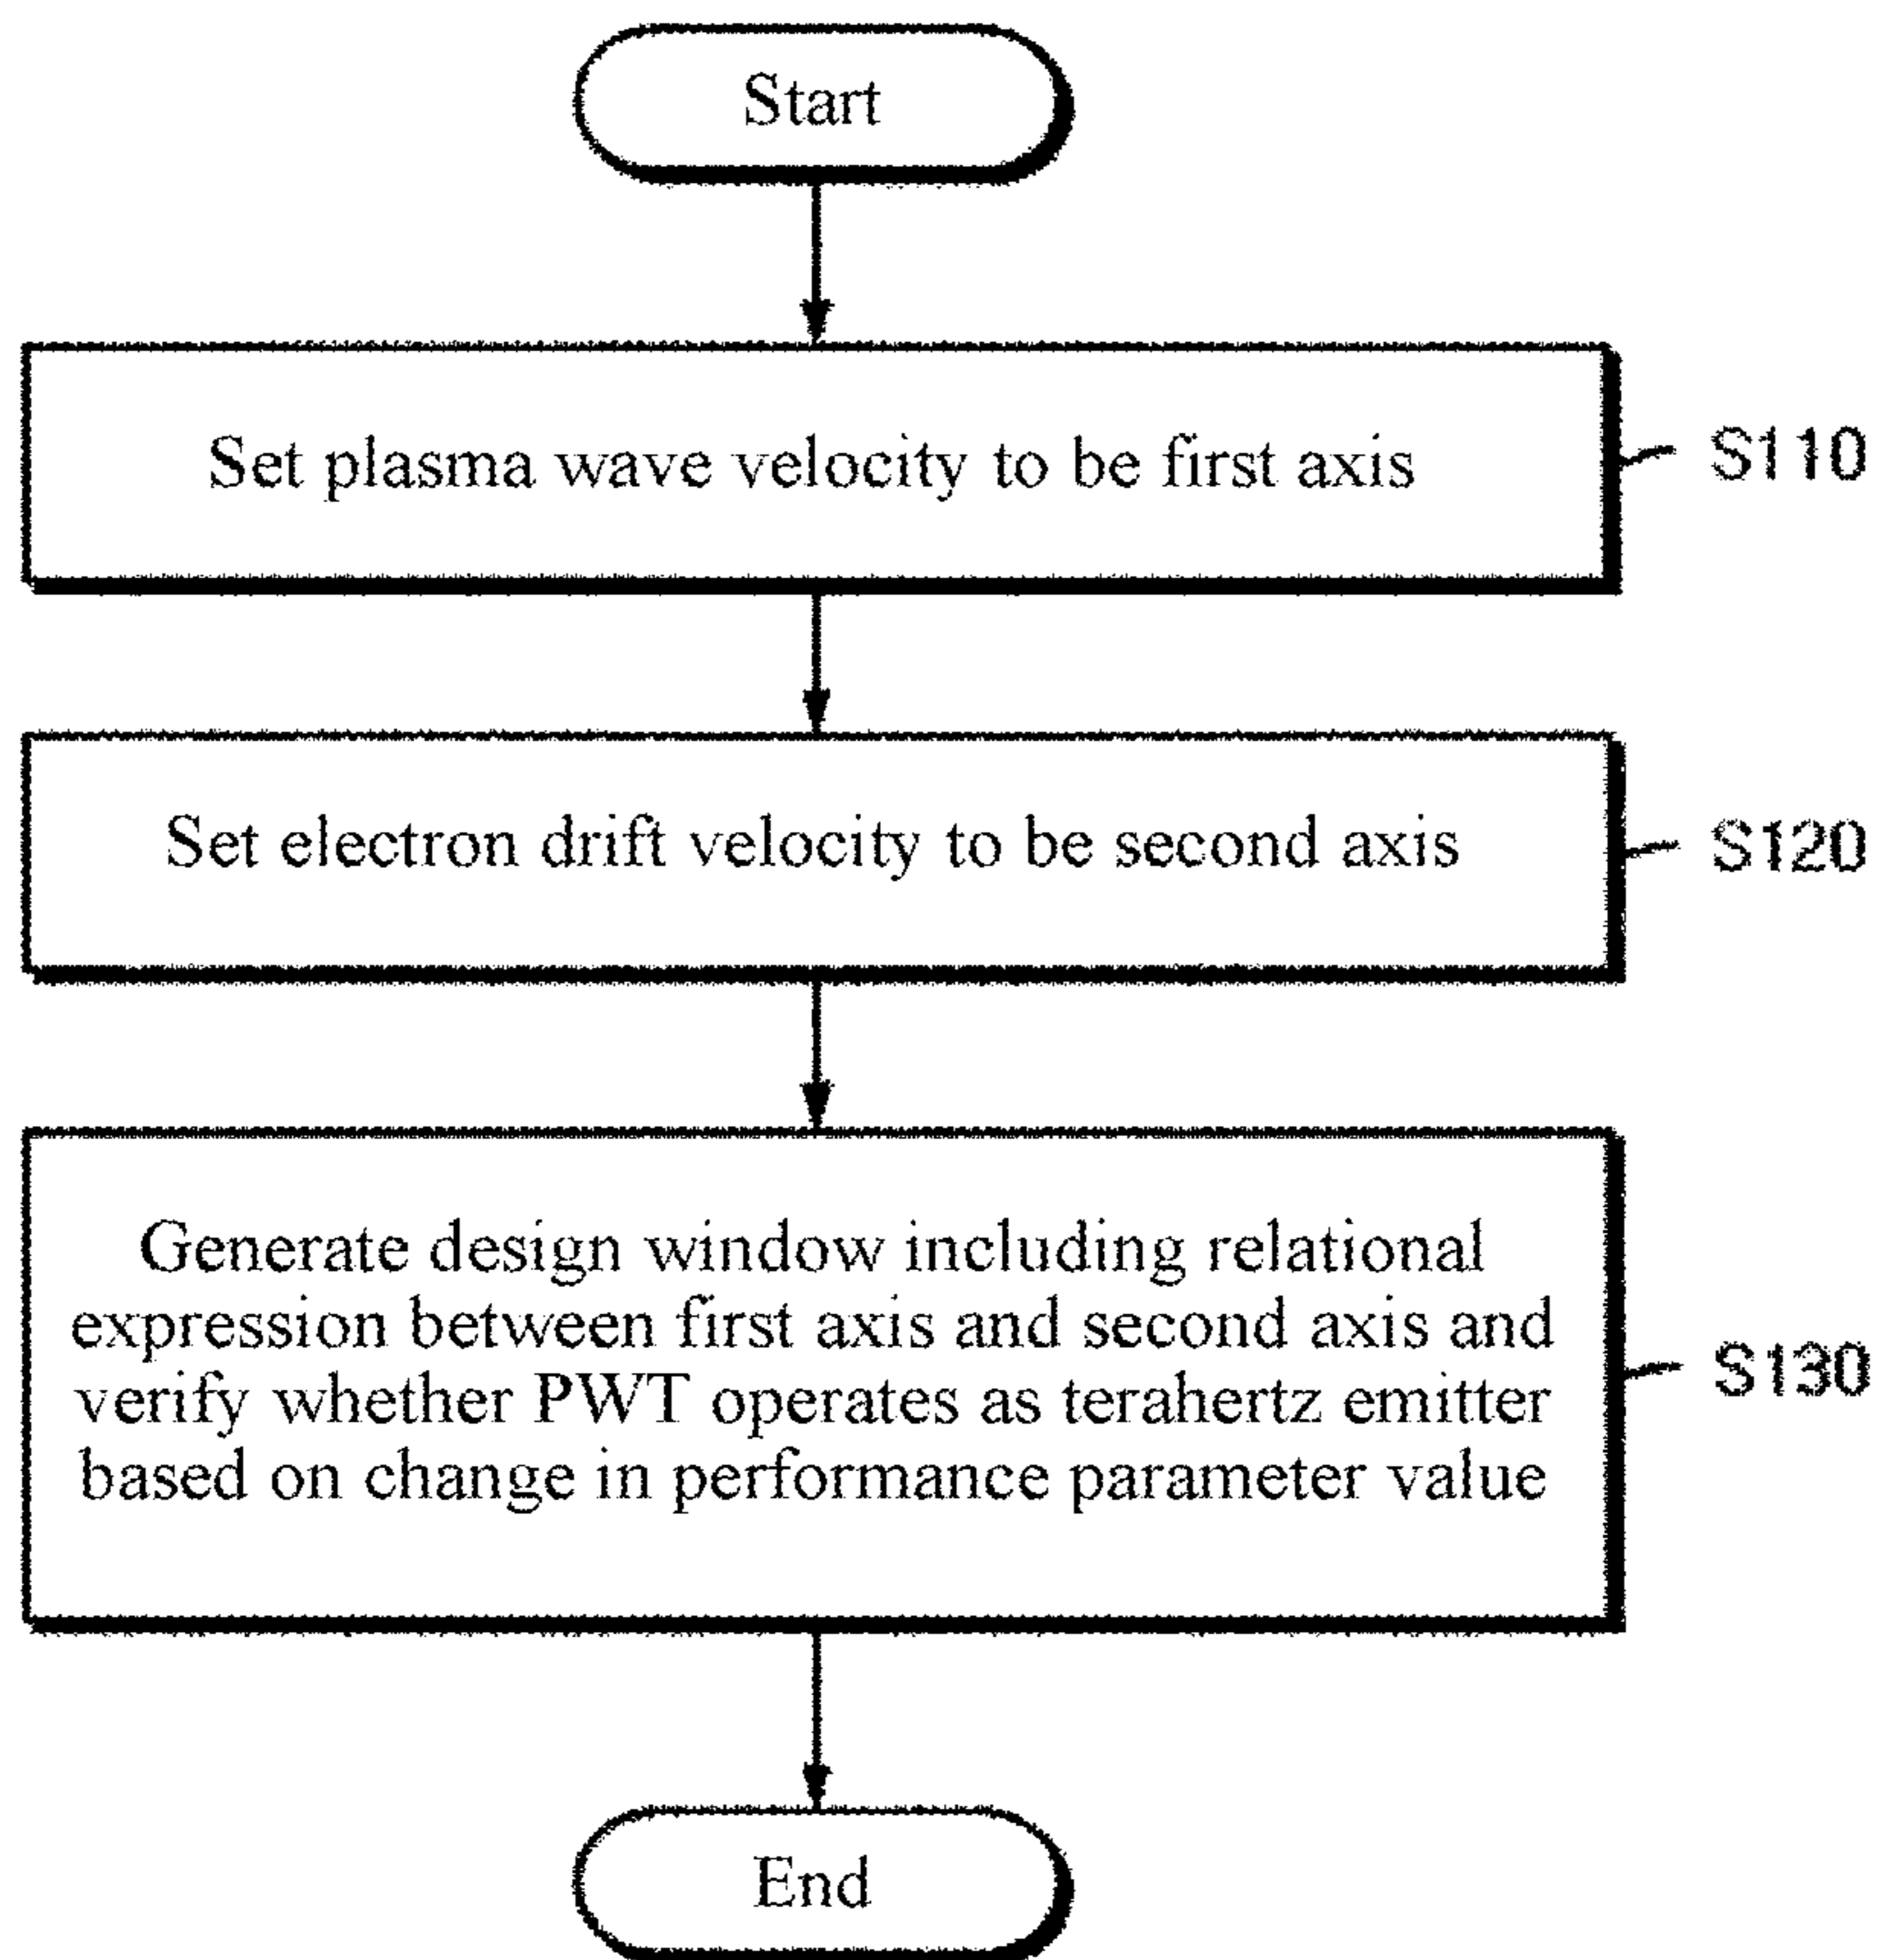 Start
Set plasma wave velocity to be first axis
S110
Set electron drift velocity to be second axis
S120
Generate design window including relational
expression between first axis and second axis and
verify whether PWT operates as terahertz emitter
based on change in performance parameter value
S130
End